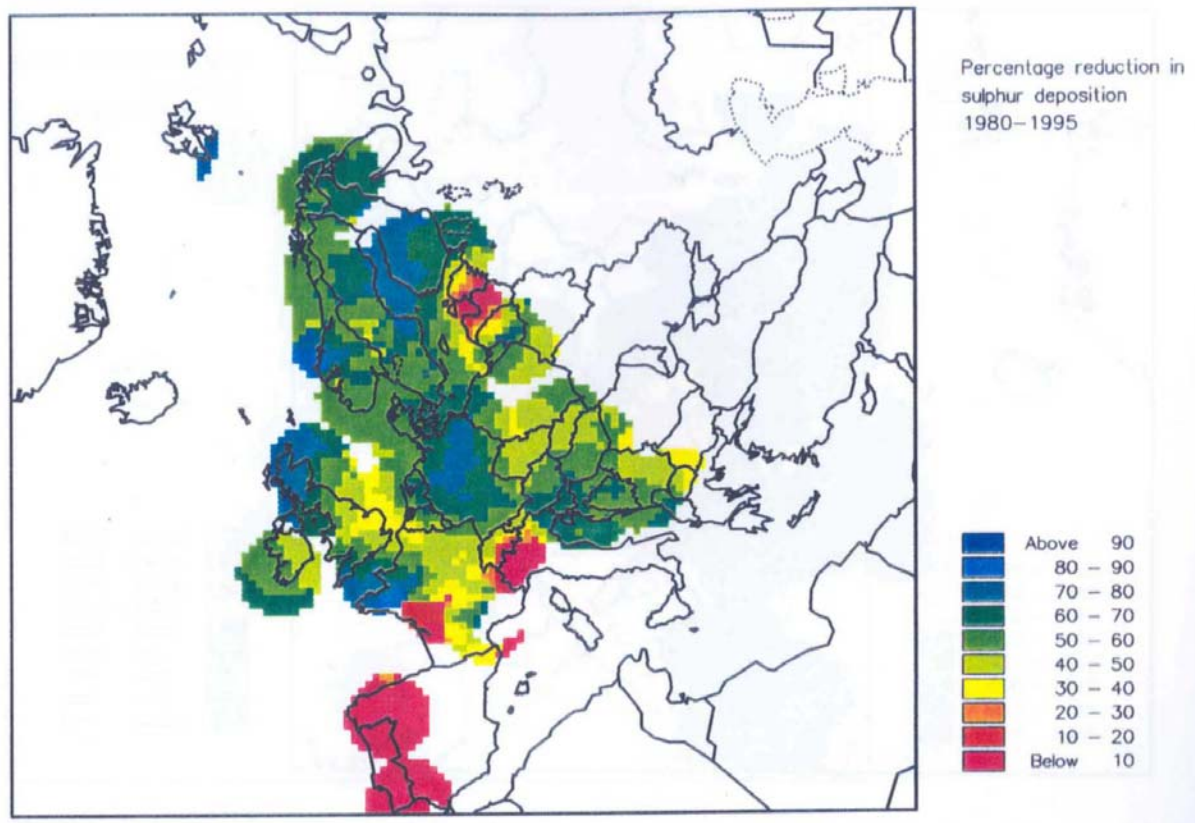 Percentage reduction in
sulphur deposition
1980–1995
Above 90
80 – 90
70 – 80
60 – 70
50 – 60
40 – 50
30 – 40
20 – 30
10 – 20
Below 10